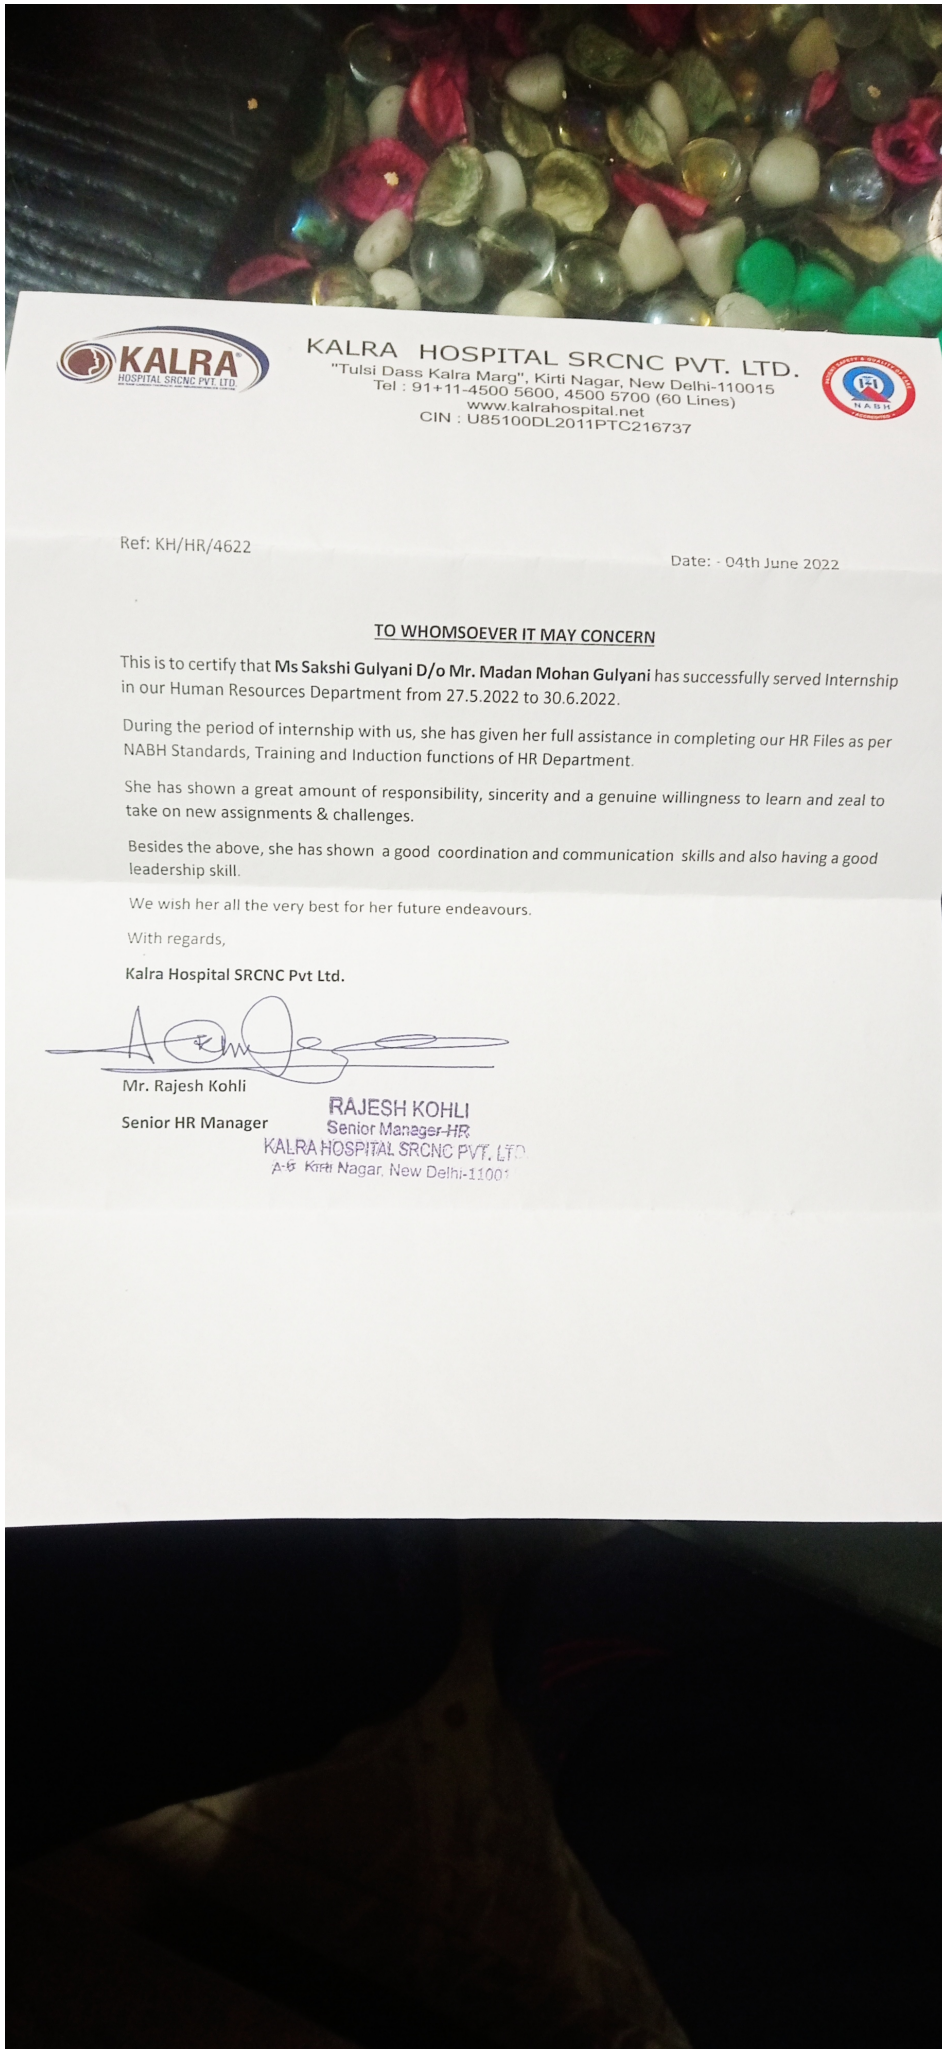 KALRA
HOSPITAL SRCNC PVT. LTD.
KALRA HOSPITAL SRCNC PVT. LTD.
"Tulsi Dass Kalra Marg", Kirti Nagar, New Delhi-110015
Tel : 91+11-4500 5600, 4500 5700 (60 Lines)
www.kalrahospital.net
CIN : U85100DL2011PTC216737
NABH
Ref: KH/HR/4622
Date: - 04th June 2022
TO WHOMSOEVER IT MAY CONCERN
This is to certify that Ms Sakshi Gulyani D/o Mr. Madan Mohan Gulyani has successfully served Internship
in our Human Resources Department from 27.5.2022 to 30.6.2022.
During the period of internship with us, she has given her full assistance in completing our HR Files as per
NABH Standards, Training and Induction functions of HR Department.
She has shown a great amount of responsibility, sincerity and a genuine willingness to learn and zeal to
take on new assignments & challenges.
Besides the above, she has shown a good coordination and communication skills and also having a good
leadership skill.
We wish her all the very best for her future endeavours.
With regards,
Kalra Hospital SRCNC Pvt Ltd.
Mr. Rajesh Kohli
Senior HR Manager
RAJESH KOHLI
Senior Manager-HR
KALRA HOSPITAL SRCNC PVT. LTD.
A-6 Kirti Nagar, New Delhi-11001